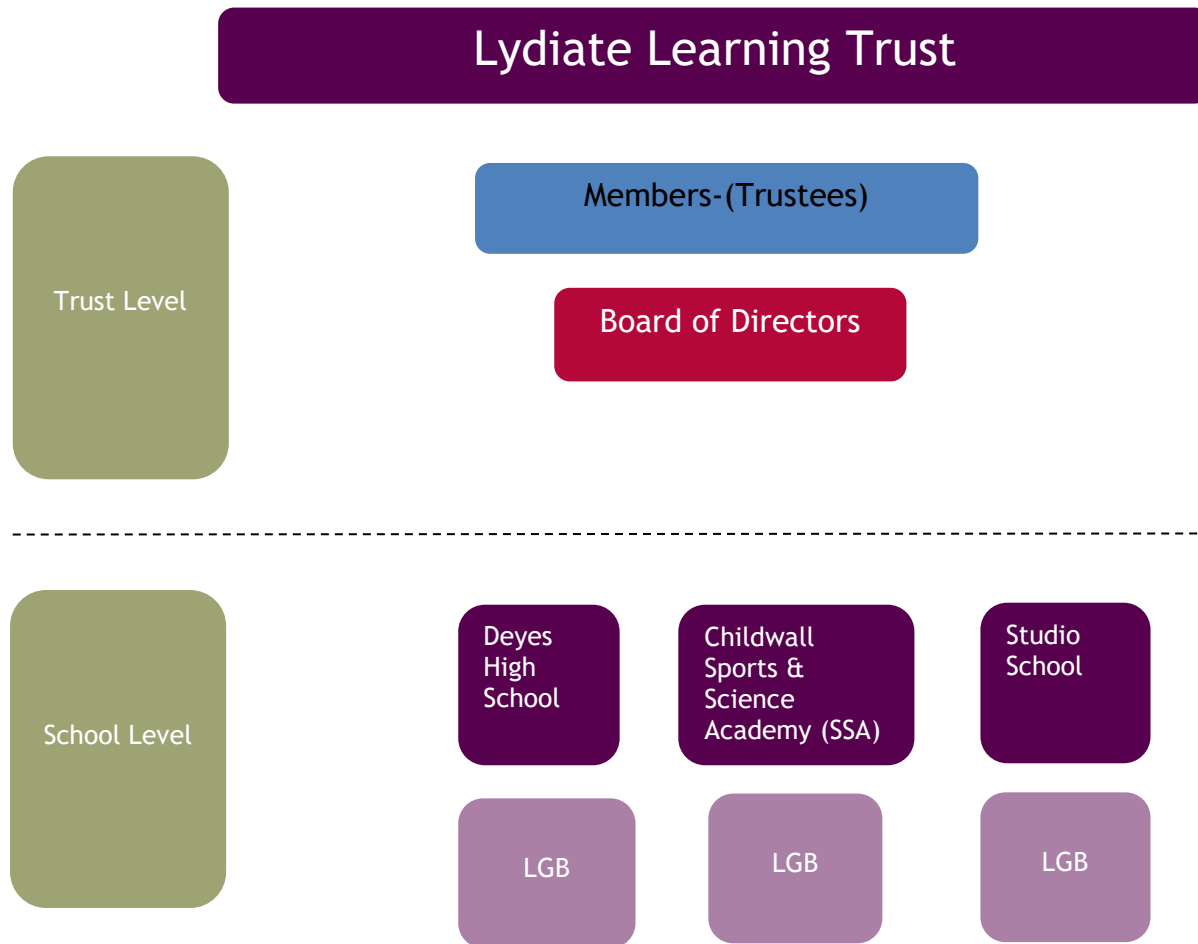 Lydiate Learning Trust
Members-(Trustees)
Trust Level
Board of Directors
School Level
Deyes
High
School
Childwall
Sports &
Science
Academy (SSA)
Studio
School
LGB
LGB
LGB